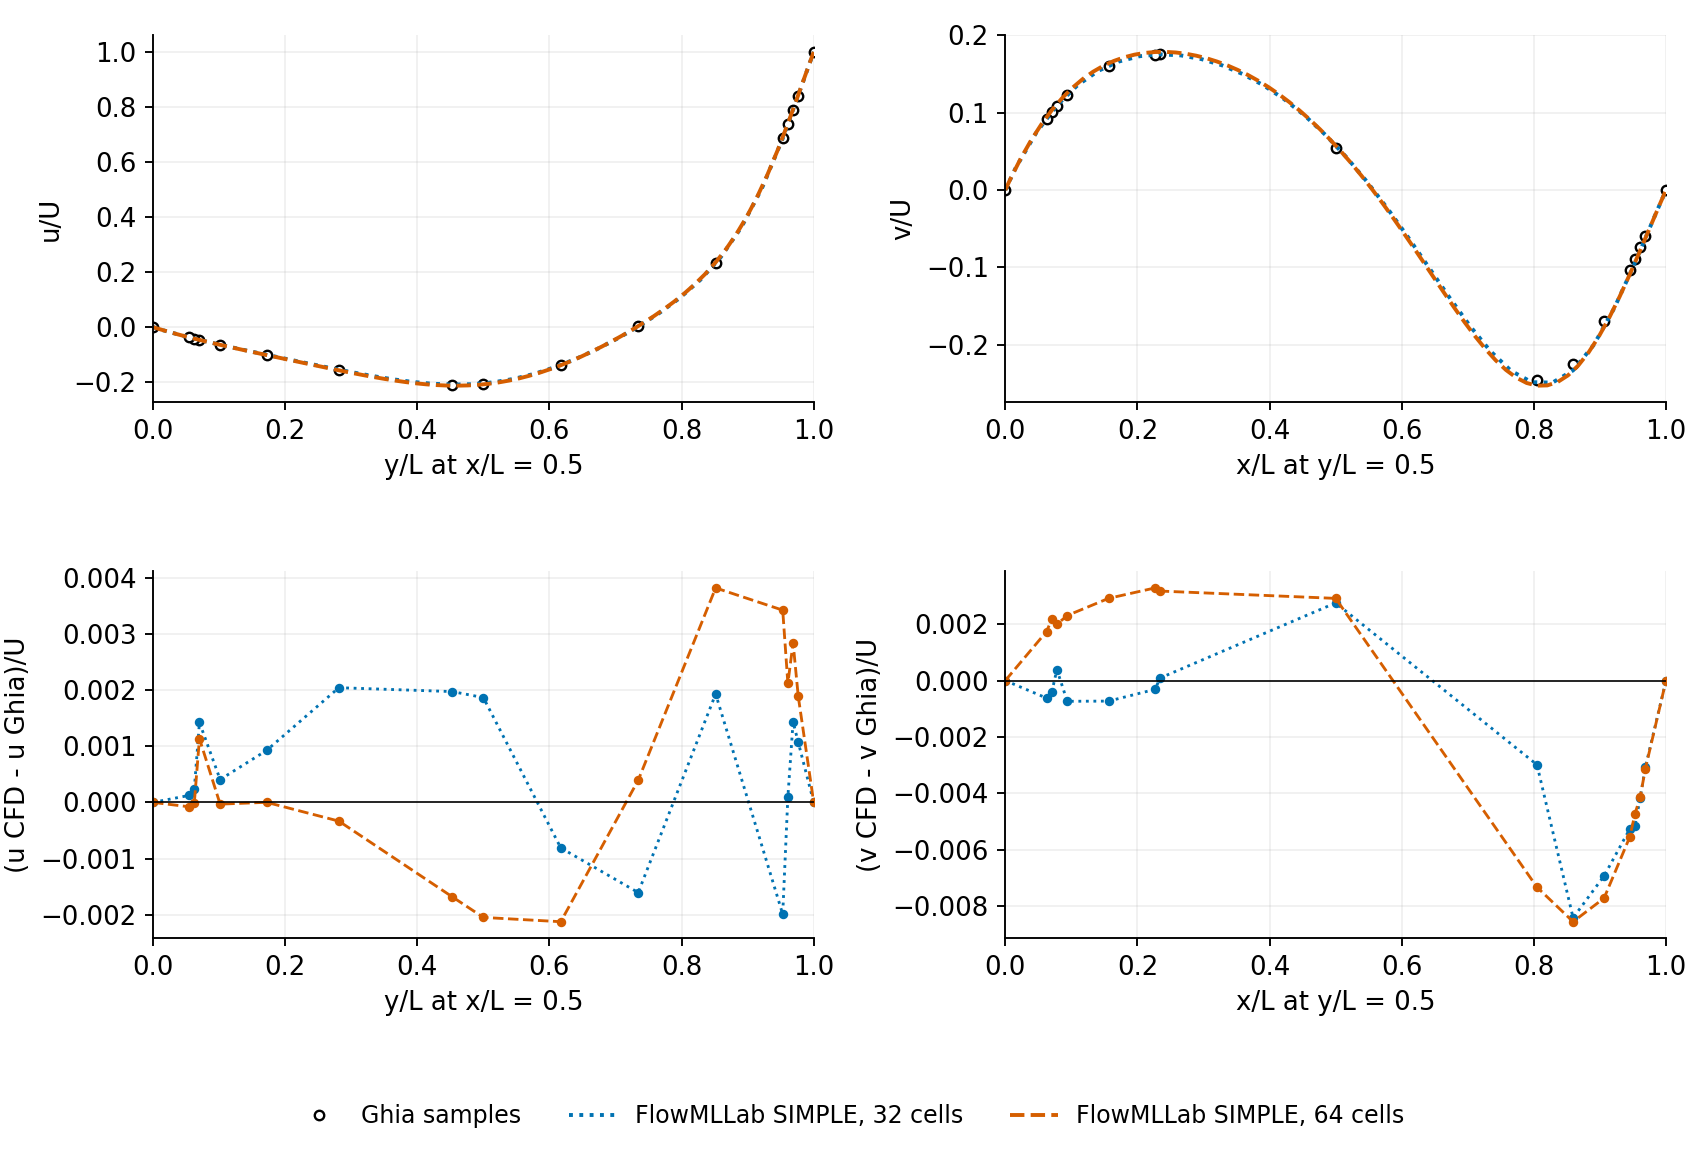 1.0
0.8
0.6
0.4
0.2
0.0
−0.2
u/U
0.0 0.2 0.4 0.6 0.8 1.0
y/L at x/L = 0.5
0.2
0.1
0.0
−0.1
−0.2
v/U
0.0 0.2 0.4 0.6 0.8 1.0
x/L at y/L = 0.5
0.004
0.003
0.002
0.001
0.000
−0.001
−0.002
(u CFD - u Ghia)/U
0.0 0.2 0.4 0.6 0.8 1.0
y/L at x/L = 0.5
0.002
0.000
−0.002
−0.004
−0.006
−0.008
(v CFD - v Ghia)/U
0.0 0.2 0.4 0.6 0.8 1.0
x/L at y/L = 0.5
Ghia samples FlowMLLab SIMPLE, 32 cells FlowMLLab SIMPLE, 64 cells